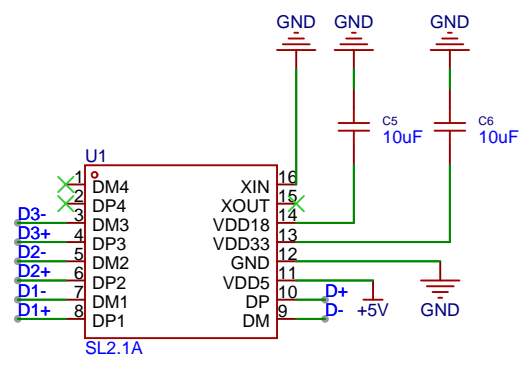 GND GND GND
C5 10uF
C6 10uF
U1
1 DM4 XIN 16
2 DP4 XOUT 15
D3- 3 DM3 VDD18 14
D3+ 4 DP3 VDD33 13
D2- 5 DM2 GND 12
D2+ 6 DP2 VDD5 11
D1- 7 DM1 DP 10 D+
D1+ 8 DP1 DM 9 D-
+5V
GND
SL2.1A